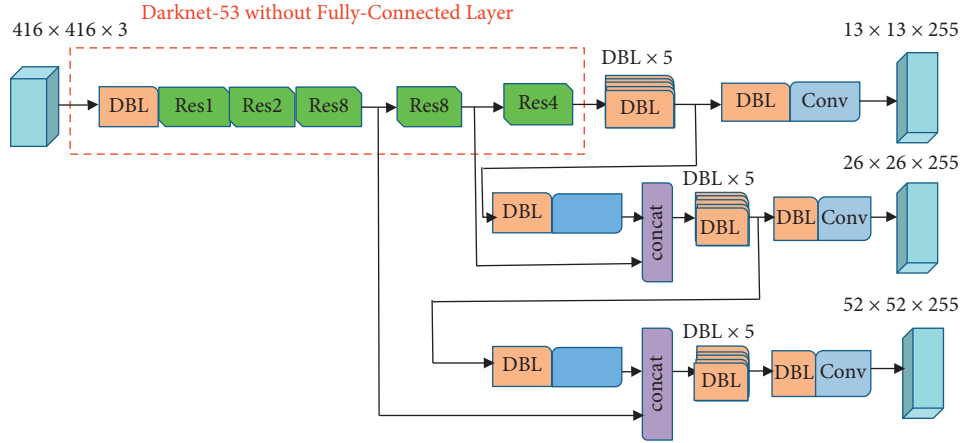 Darknet-53 without Fully-Connected Layer
416 × 416 × 3
13 × 13 × 255
DBL × 5
DBL
Res1
Res2
Res8
Res8
Res4
DBL
DBL
Conv
26 × 26 × 255
DBL × 5
DBL
concat
DBL
DBL
Conv
52 × 52 × 255
DBL × 5
DBL
concat
DBL
DBL
Conv